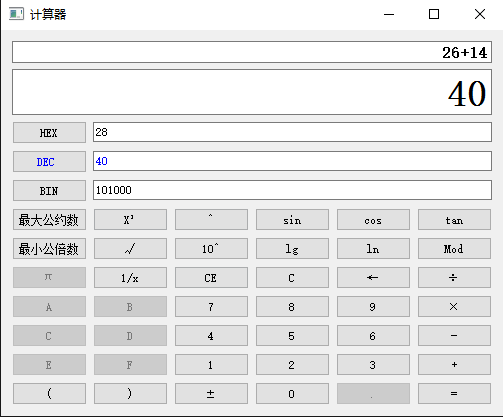 计算器
26+14
40
HEX 28
DEC 40
BIN 101000
最大公约数 X³ ^ sin cos tan
最小公倍数 √ 10^ lg ln Mod
π 1/x CE C ← ÷
A B 7 8 9 ×
C D 4 5 6 -
E F 1 2 3 +
( ) ± 0 . =